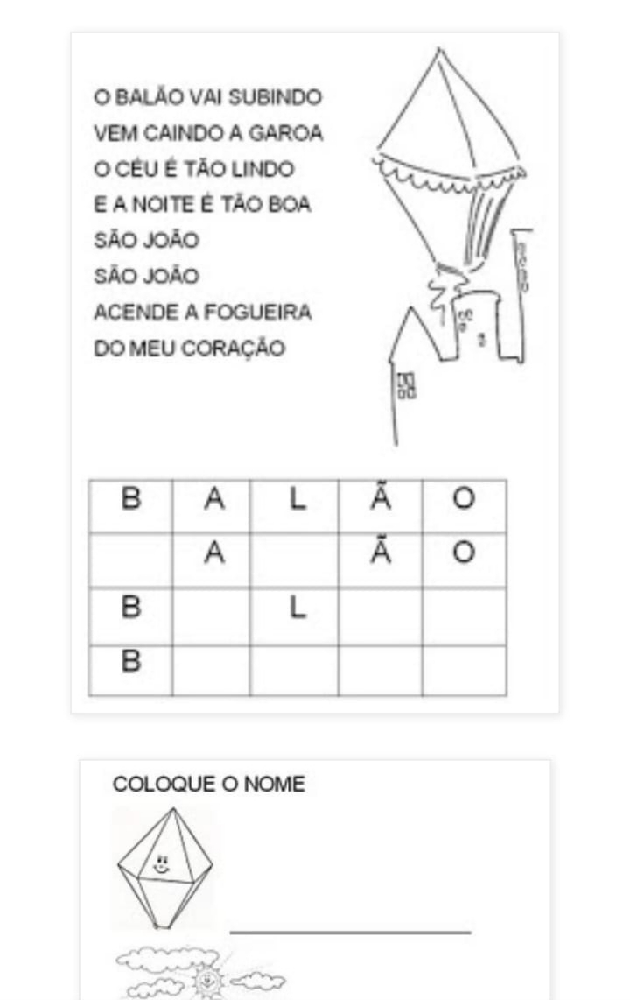 O BALÃO VAI SUBINDO
VEM CAINDO A GAROA
O CÉU É TÃO LINDO
E A NOITE É TÃO BOA
SÃO JOÃO
SÃO JOÃO
ACENDE A FOGUEIRA
DO MEU CORAÇÃO
B A L Ã O
A Ã O
B L
B
COLOQUE O NOME